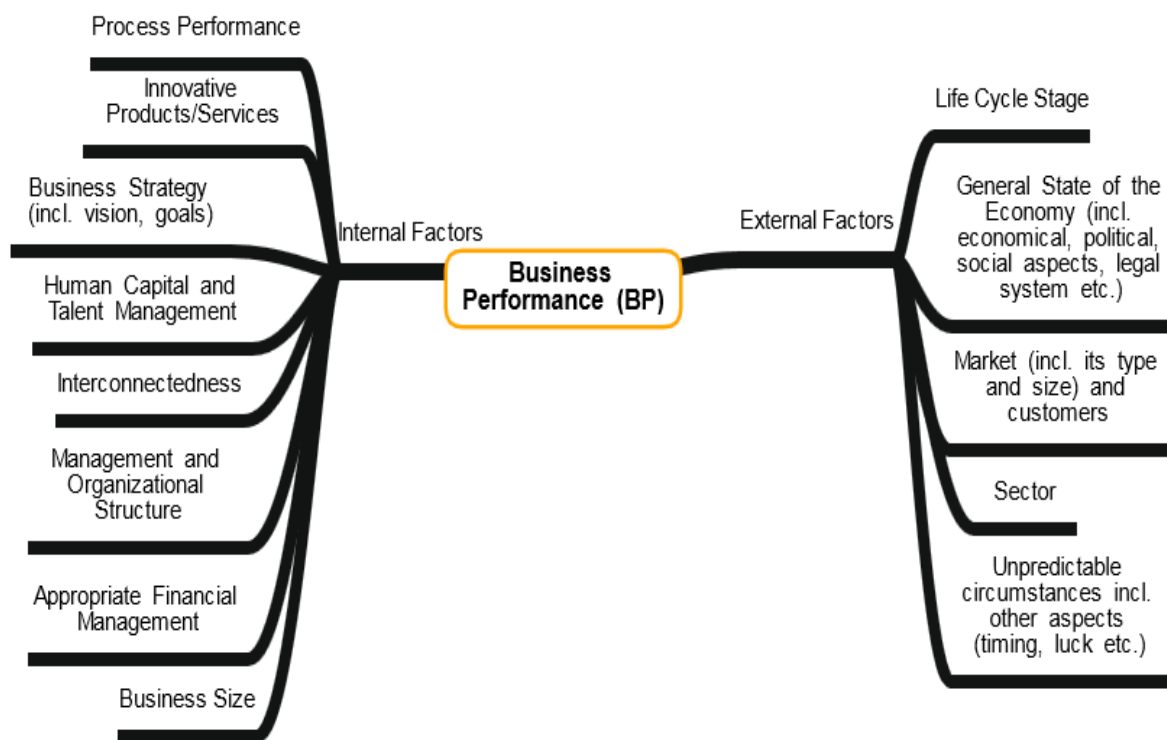 Process Performance
Innovative
Products/Services
Business Strategy
(incl. vision, goals)
Human Capital and
Talent Management
Interconnectedness
Management and
Organizational
Structure
Appropriate Financial
Management
Business Size
Internal Factors
Business
Performance (BP)
External Factors
Life Cycle Stage
General State of the
Economy (incl.
economical, political,
social aspects, legal
system etc.)
Market (incl. its type
and size) and
customers
Sector
Unpredictable
circumstances incl.
other aspects
(timing, luck etc.)